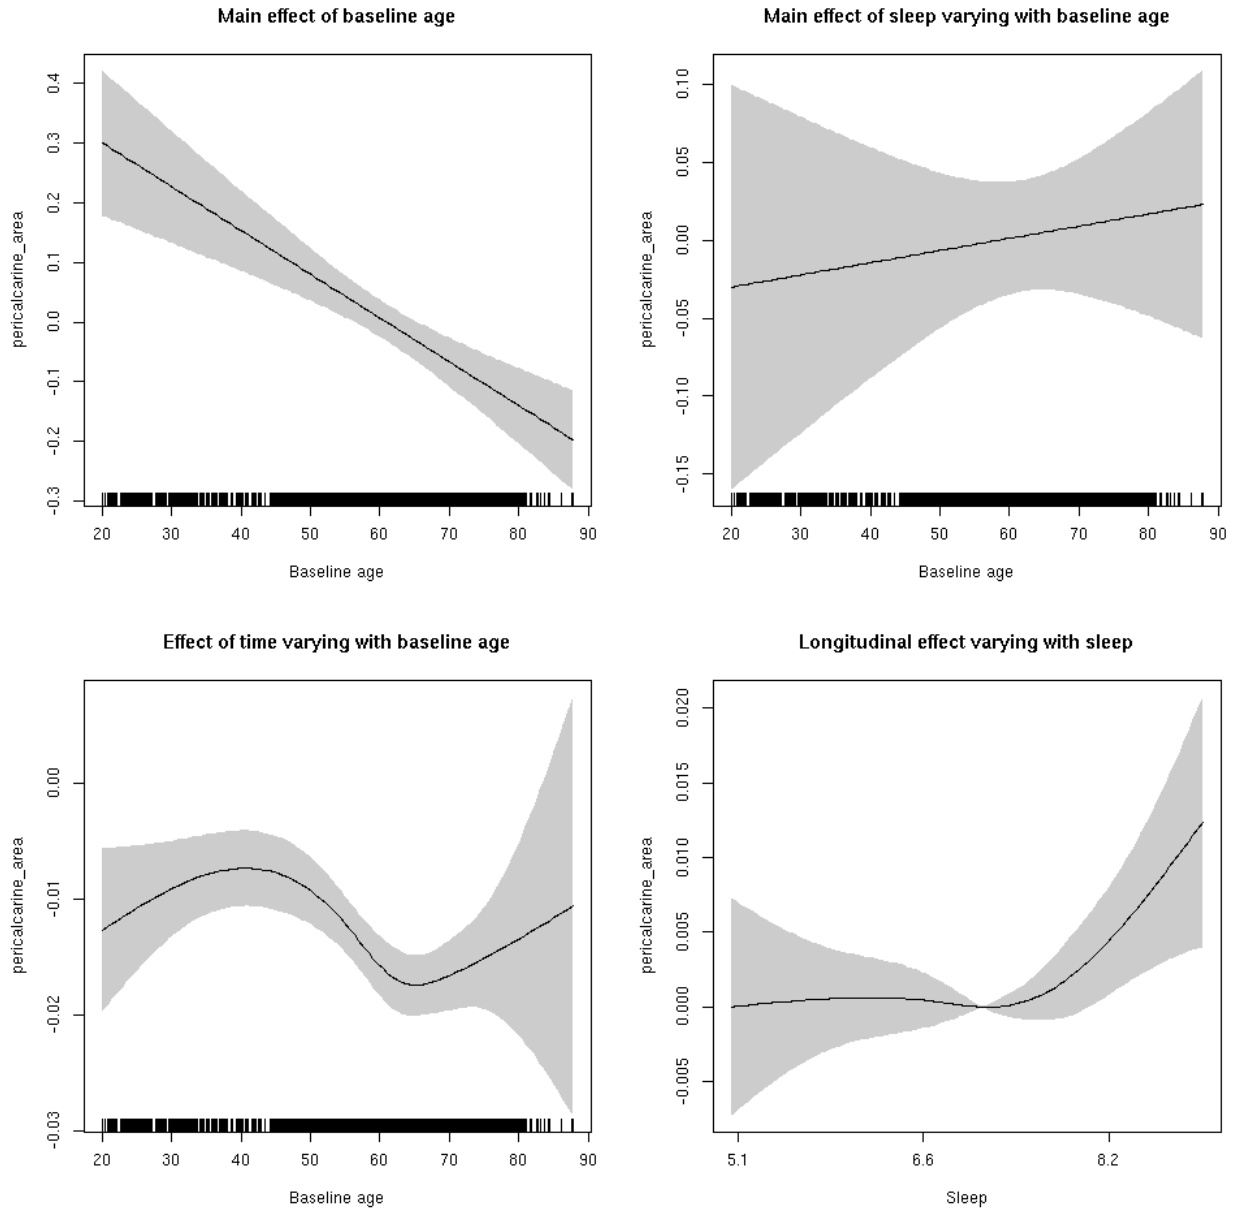 Main effect of baseline age
pericalcarine_area
0.4
0.3
0.2
0.1
0.0
-0.1
-0.2
-0.3
20 30 40 50 60 70 80 90
Baseline age
Main effect of sleep varying with baseline age
pericalcarine_area
0.10
0.05
0.00
-0.05
-0.10
-0.15
20 30 40 50 60 70 80 90
Baseline age
Effect of time varying with baseline age
pericalcarine_area
0.00
-0.01
-0.02
-0.03
20 30 40 50 60 70 80 90
Baseline age
Longitudinal effect varying with sleep
pericalcarine_area
0.020
0.015
0.010
0.005
0.000
-0.005
5.1 6.6 8.2
Sleep